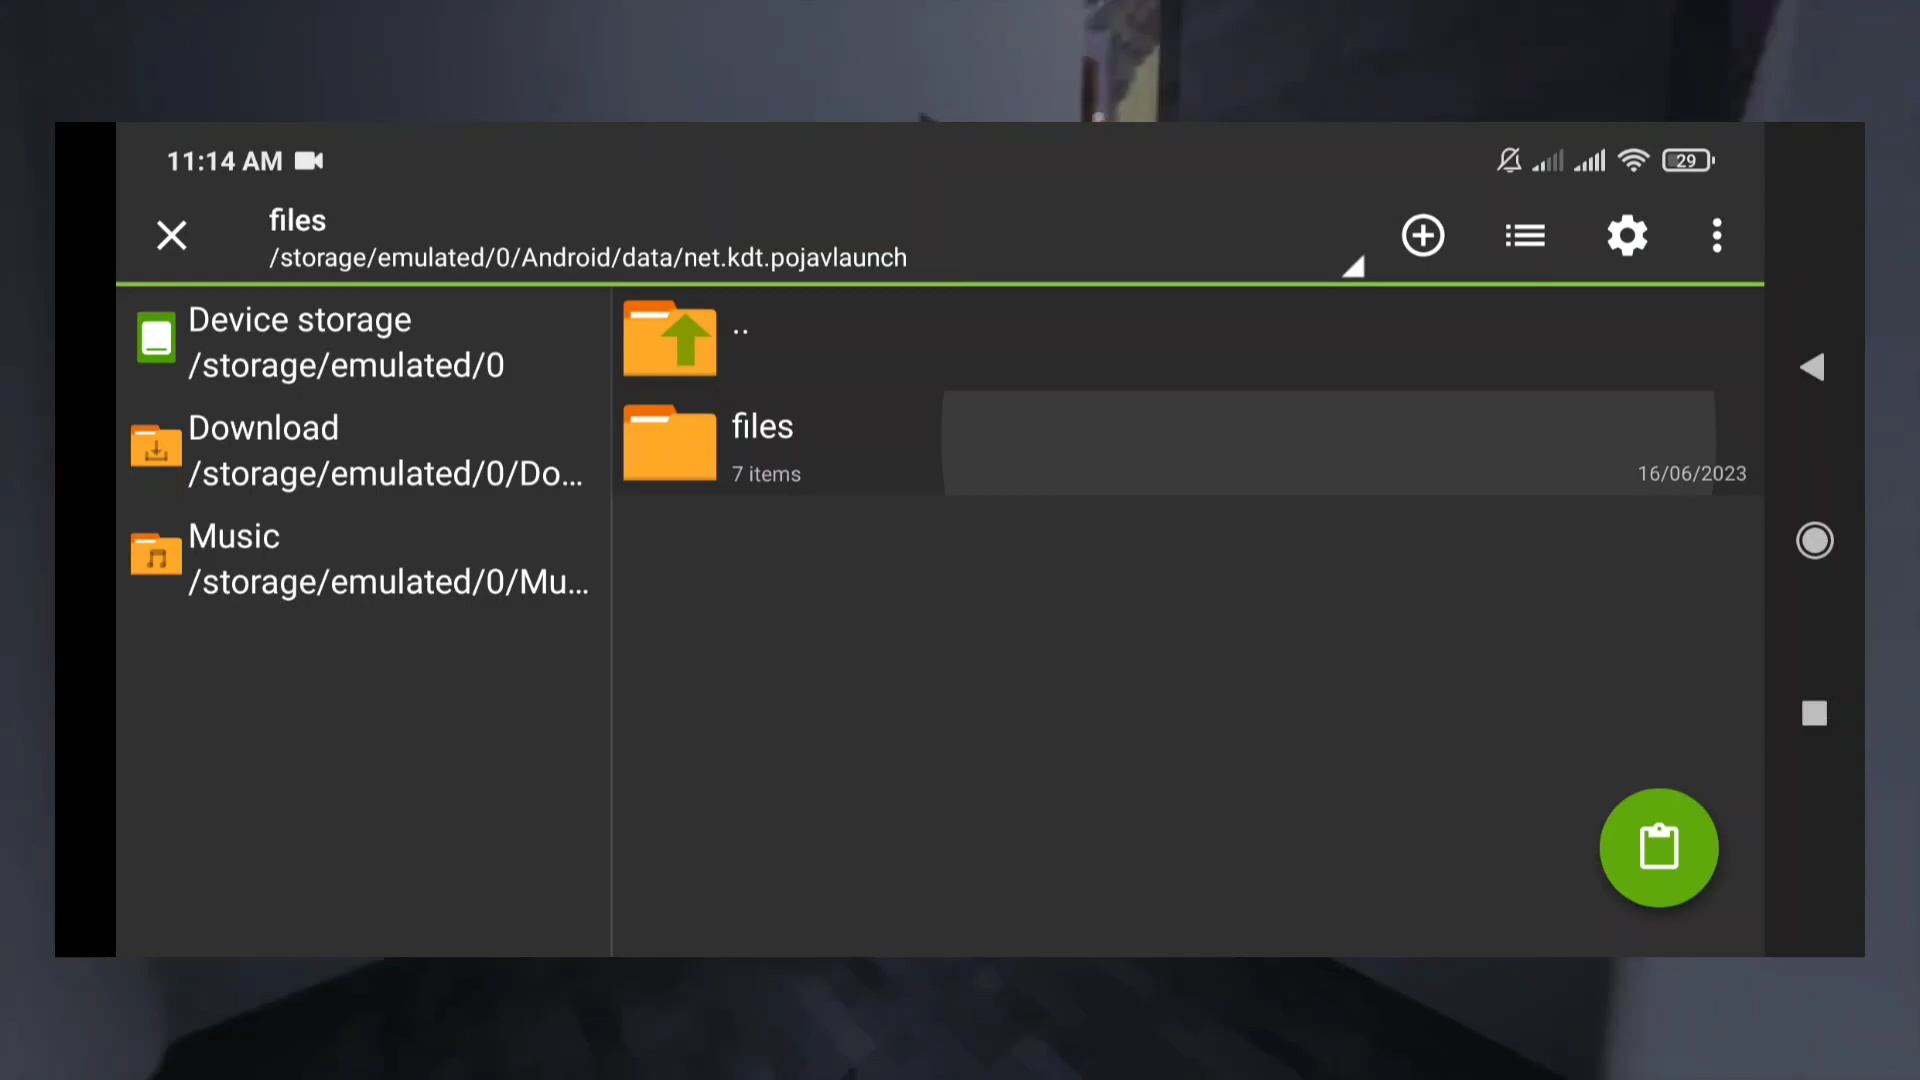 11:14 AM
29
files
/storage/emulated/0/Android/data/net.kdt.pojavlaunch
Device storage
/storage/emulated/0
Download
/storage/emulated/0/Do...
Music
/storage/emulated/0/Mu...
..
files
7 items
16/06/2023